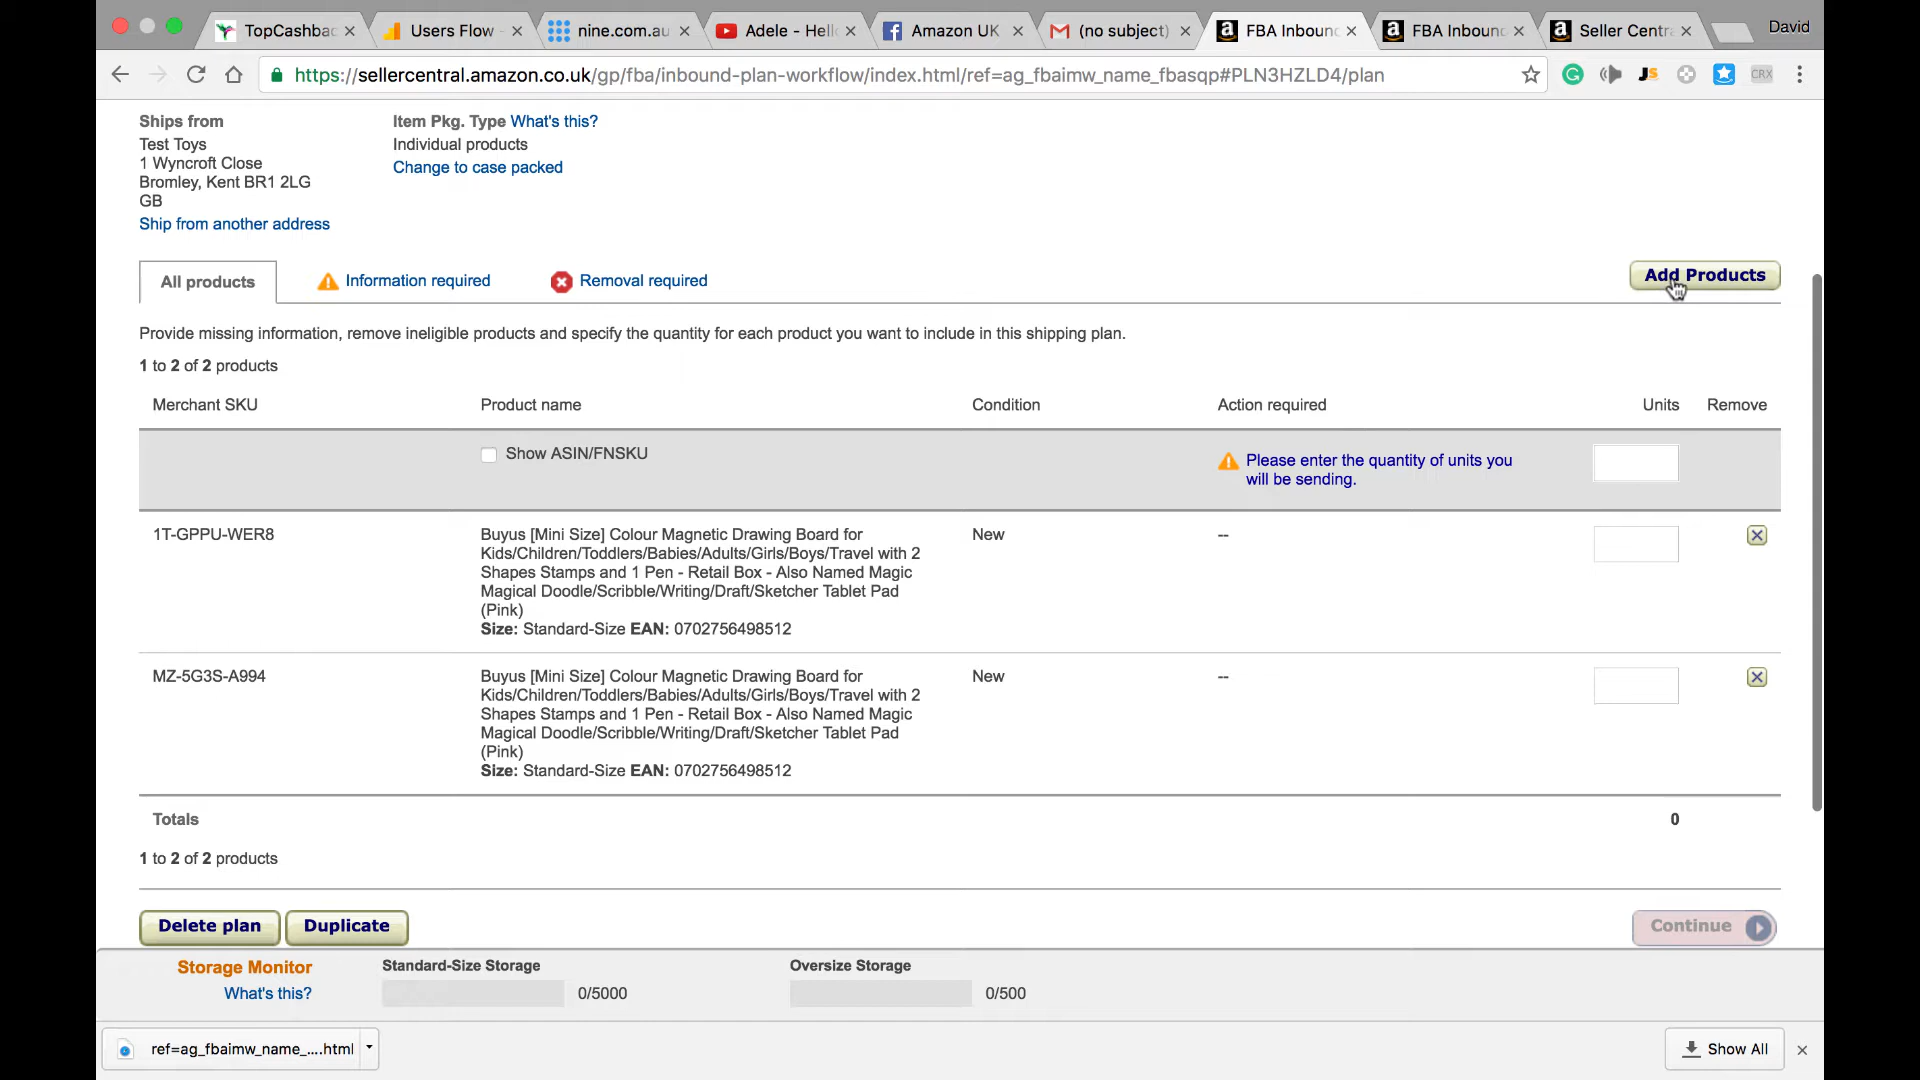 TopCashba
Users Flow
nine.com.au
Adele - Hell
Amazon UK
(no subject)
FBA Inboun
FBA Inboun
Seller Centra
David
https://sellercentral.amazon.co.uk/gp/fba/inbound-plan-workflow/index.html/ref=ag_fbaimw_name_fbasqp#PLN3HZLD4/plan
JS
CRX
Ships from
Test Toys
1 Wyncroft Close
Bromley, Kent BR1 2LG
GB
Ship from another address
Item Pkg. Type What's this?
Individual products
Change to case packed
All products
Information required
Removal required
Add Products
Provide missing information, remove ineligible products and specify the quantity for each product you want to include in this shipping plan.
1 to 2 of 2 products
Merchant SKU Product name Condition Action required Units Remove
Show ASIN/FNSKU
Please enter the quantity of units you
will be sending.
1T-GPPU-WER8
Buyus [Mini Size] Colour Magnetic Drawing Board for
Kids/Children/Toddlers/Babies/Adults/Girls/Boys/Travel with 2
Shapes Stamps and 1 Pen - Retail Box - Also Named Magic
Magical Doodle/Scribble/Writing/Draft/Sketcher Tablet Pad
(Pink)
Size: Standard-Size EAN: 0702756498512
New
--
MZ-5G3S-A994
Buyus [Mini Size] Colour Magnetic Drawing Board for
Kids/Children/Toddlers/Babies/Adults/Girls/Boys/Travel with 2
Shapes Stamps and 1 Pen - Retail Box - Also Named Magic
Magical Doodle/Scribble/Writing/Draft/Sketcher Tablet Pad
(Pink)
Size: Standard-Size EAN: 0702756498512
New
--
Totals 0
1 to 2 of 2 products
Delete plan
Duplicate
Continue
Storage Monitor
What's this?
Standard-Size Storage
0/5000
Oversize Storage
0/500
ref=ag_fbaimw_name_....html
Show All